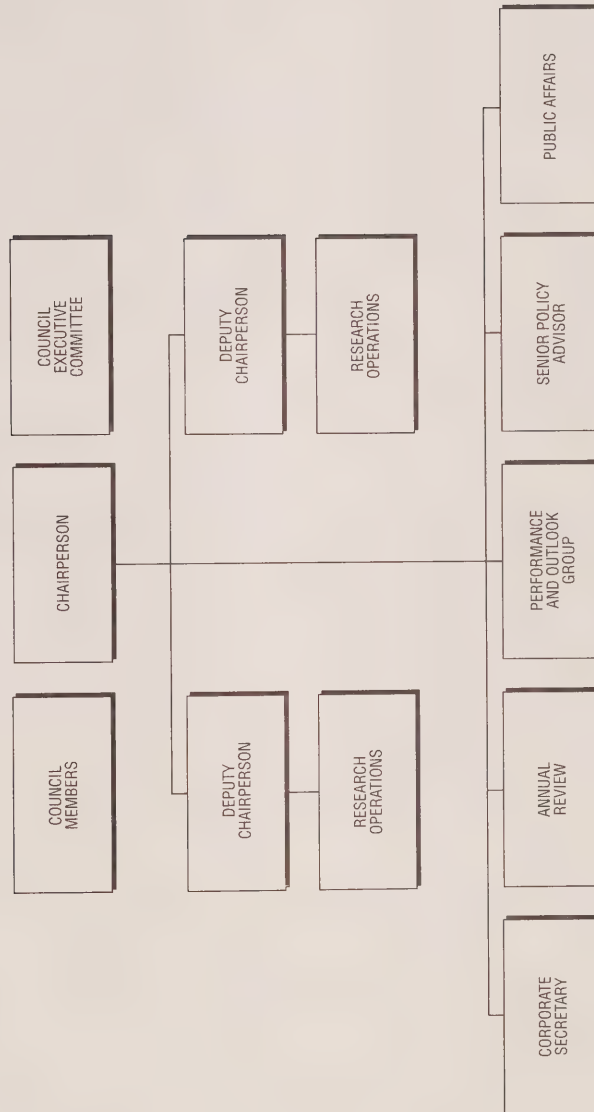 COUNCIL
MEMBERS
CHAIRPERSON
COUNCIL
EXECUTIVE
COMMITTEE
DEPUTY
CHAIRPERSON
DEPUTY
CHAIRPERSON
RESEARCH
OPERATIONS
RESEARCH
OPERATIONS
CORPORATE
SECRETARY
ANNUAL
REVIEW
PERFORMANCE
AND OUTLOOK
GROUP
SENIOR POLICY
ADVISOR
PUBLIC AFFAIRS